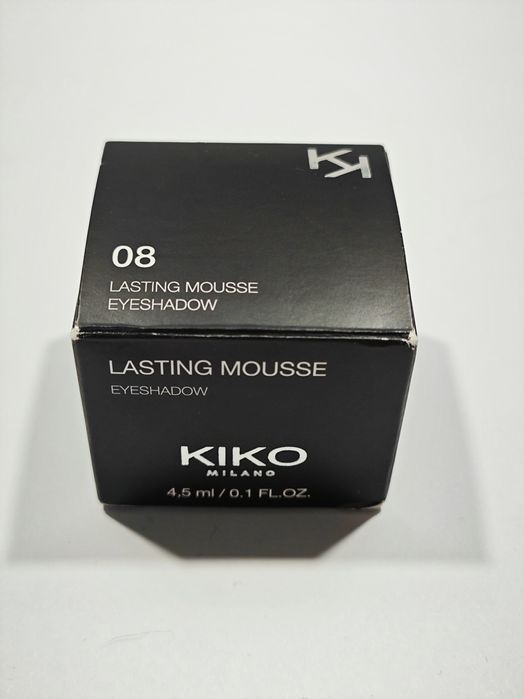 08
LASTING MOUSSE
EYESHADOW
LASTING MOUSSE
EYESHADOW
KIKO
MILANO
4,5 ml / 0.1 FL.OZ.